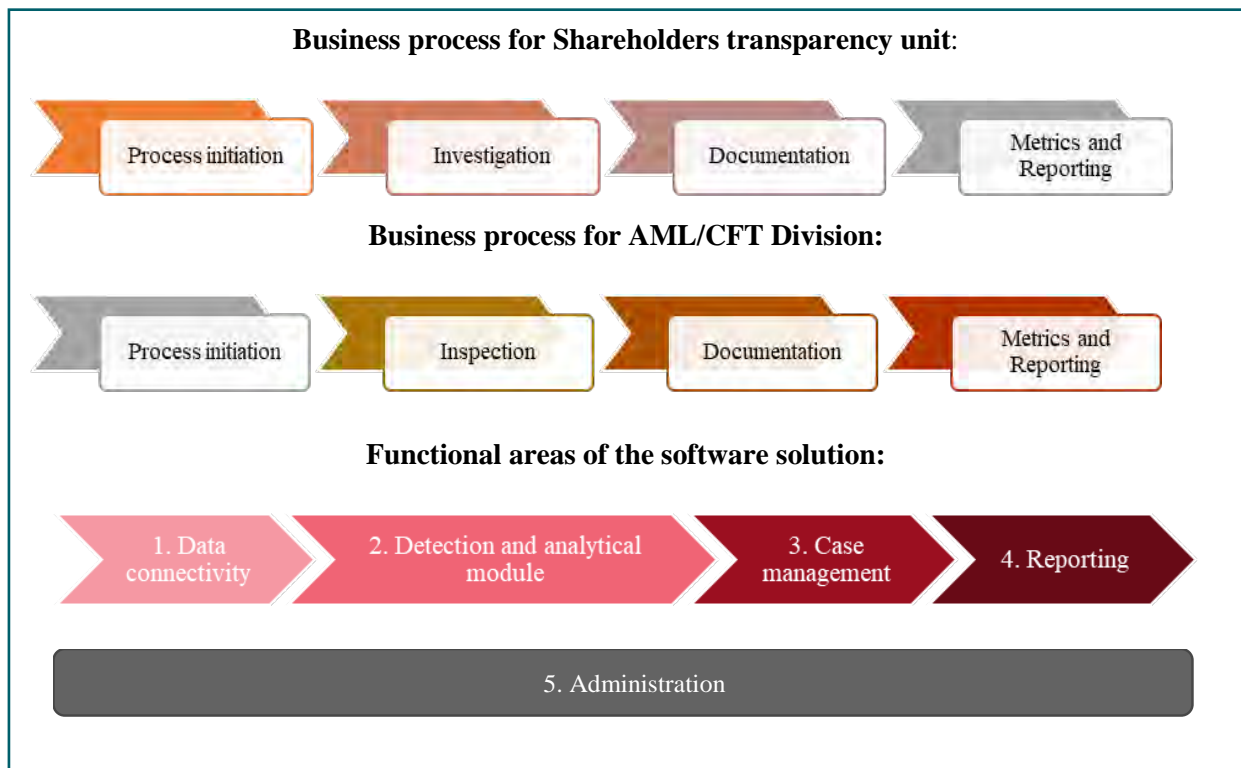 Business process for Shareholders transparency unit:
Process initiation
Investigation
Documentation
Metrics and
Reporting
Business process for AML/CFT Division:
Process initiation
Inspection
Documentation
Metrics and
Reporting
Functional areas of the software solution:
1. Data
connectivity
2. Detection and analytical
module
3. Case
management
4. Reporting
5. Administration